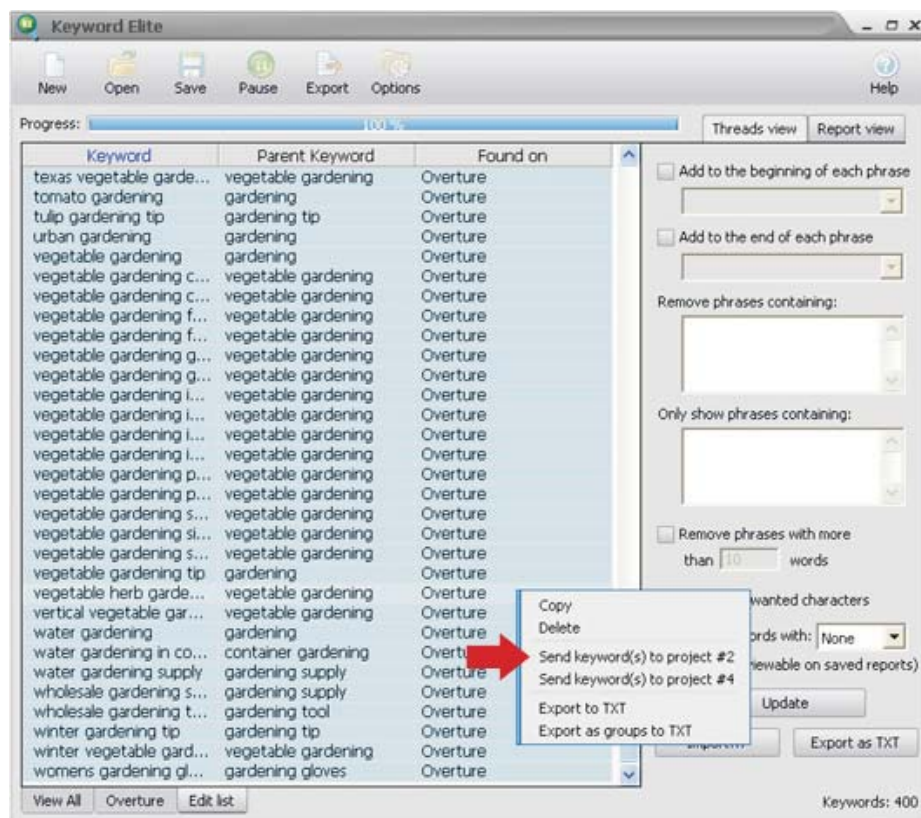 Keyword Elite
New Open Save Pause Export Options Help
Progress: 100 % Threads view Report view
Keyword Parent Keyword Found on
texas vegetable garde... vegetable gardening Overture
tomato gardening gardening Overture
tulip gardening tip gardening tip Overture
urban gardening gardening Overture
vegetable gardening gardening Overture
vegetable gardening c... vegetable gardening Overture
vegetable gardening c... vegetable gardening Overture
vegetable gardening f... vegetable gardening Overture
vegetable gardening f... vegetable gardening Overture
vegetable gardening g... vegetable gardening Overture
vegetable gardening g... vegetable gardening Overture
vegetable gardening i... vegetable gardening Overture
vegetable gardening i... vegetable gardening Overture
vegetable gardening i... vegetable gardening Overture
vegetable gardening i... vegetable gardening Overture
vegetable gardening p... vegetable gardening Overture
vegetable gardening p... vegetable gardening Overture
vegetable gardening s... vegetable gardening Overture
vegetable gardening si... vegetable gardening Overture
vegetable gardening s... vegetable gardening Overture
vegetable gardening tip gardening Overture
vegetable herb garde... vegetable gardening Overture
vertical vegetable gar... vegetable gardening Overture
water gardening gardening Overture
water gardening in co... container gardening Overtu
water gardening supply gardening supply Overture
wholesale gardening s... gardening supply Overture
wholesale gardening t... gardening tool Overture
winter gardening tip gardening tip Overture
winter vegetable gard... vegetable gardening Overture
womens gardening gl... gardening gloves Overture
View All Overture Edit list
Add to the beginning of each phrase
Add to the end of each phrase
Remove phrases containing:
Only show phrases containing:
Remove phrases with more
than 10 words
wanted characters
ords with: None
iewable on saved reports)
Update
Export as TXT
Keywords: 400
Copy
Delete
Send keyword(s) to project #2
Send keyword(s) to project #4
Export to TXT
Export as groups to TXT